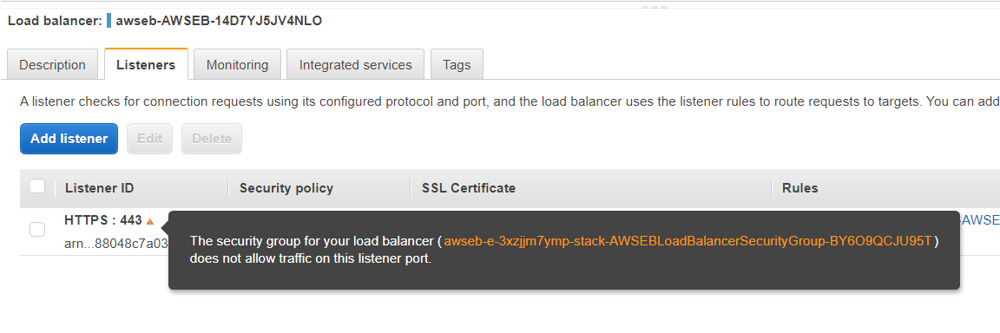 Load balancer: awseb-AWSEB-14D7YJ5JV4NLO
Description Listeners Monitoring Integrated services Tags
A listener checks for connection requests using its configured protocol and port, and the load balancer uses the listener rules to route requests to targets. You can add
Add listener Edit Delete
Listener ID Security policy SSL Certificate Rules
HTTPS : 443 -AWSE
arn...88048c7a03
The security group for your load balancer (awseb-e-3xzjjm7ymp-stack-AWSEBLoadBalancerSecurityGroup-BY6O9QCJU95T)
does not allow traffic on this listener port.